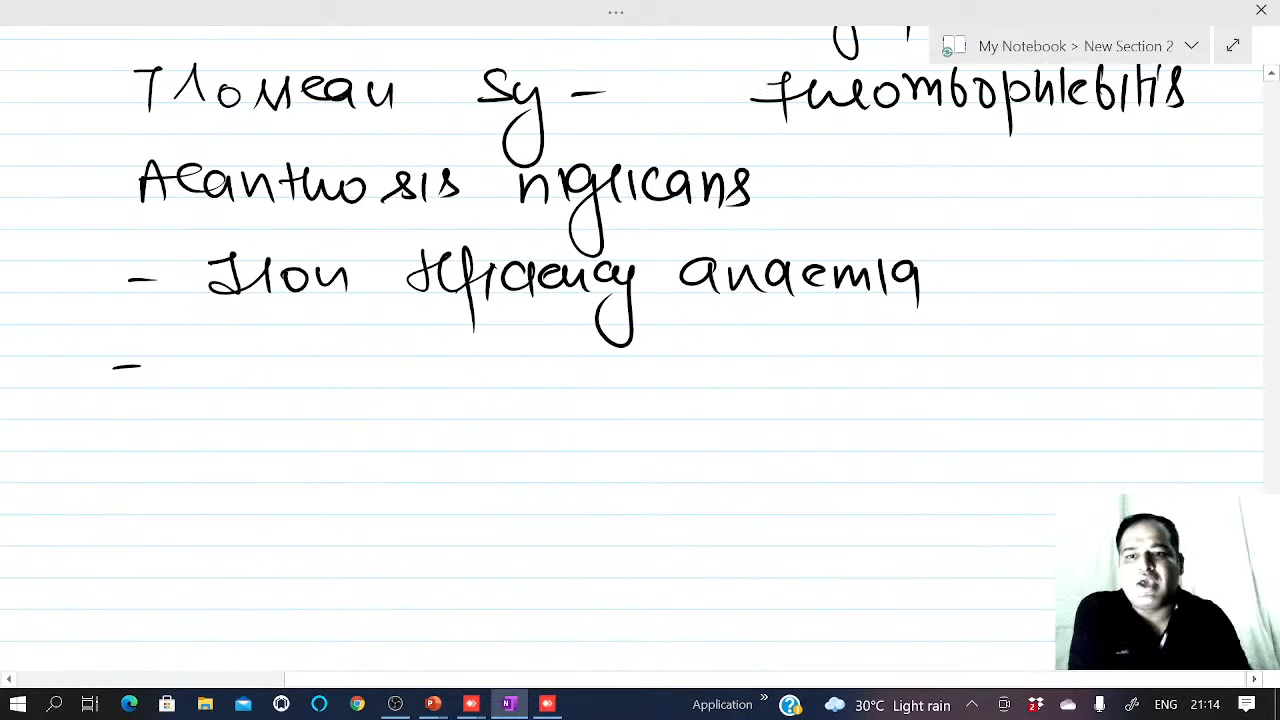 ...
My Notebook > New Section 2
Trousseau Sy - thrombophlebitis
Acanthosis nigricans
- Iron deficiency anaemia
-
Application
30°C Light rain
ENG
21:14